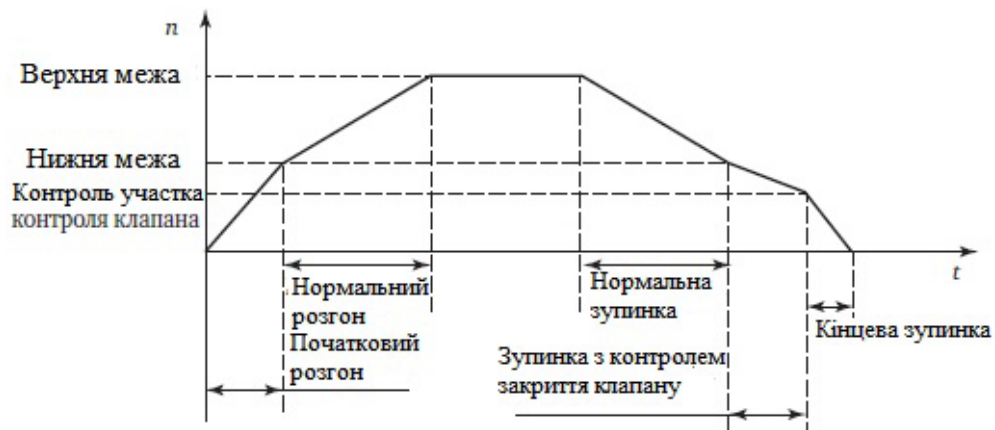 n
Верхня межа
Нижня межа
Контроль участка
контроля клапана
t
Нормальний
розгон
Початковий
розгон
Нормальна
зупинка
Зупинка з контролем
закриття клапану
Кінцева зупинка